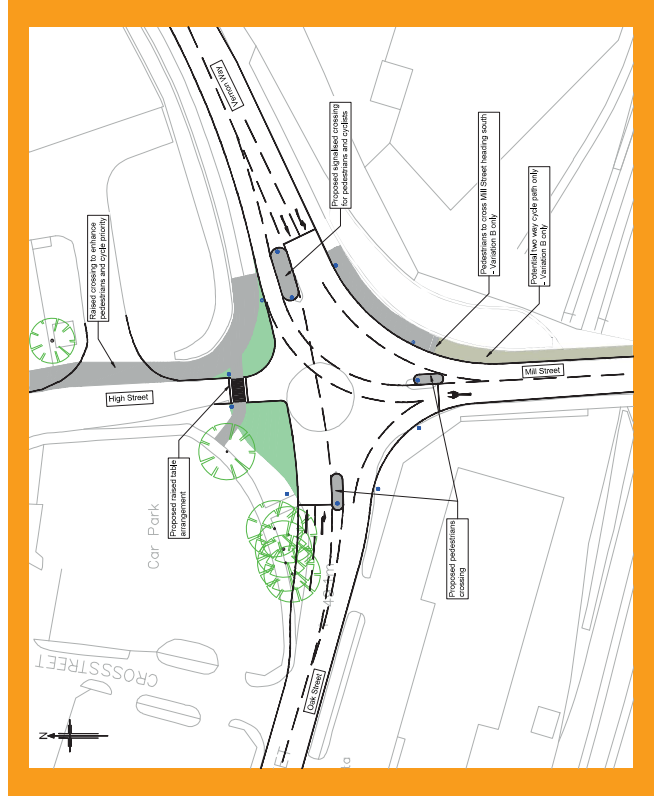 Vernon Way
Proposed signalised crossing
for pedestrians and cyclists
Pedestrians to cross Mill Street heading south
- Variation B only
Potential two way cycle path only
- Variation B only
Raised crossing to enhance
pedestrians and cycle priority
High Street
Mill Street
Proposed raised table
arrangement
Car Park
Proposed pedestrians
crossing
CROSSSTREET
Oak Street
N